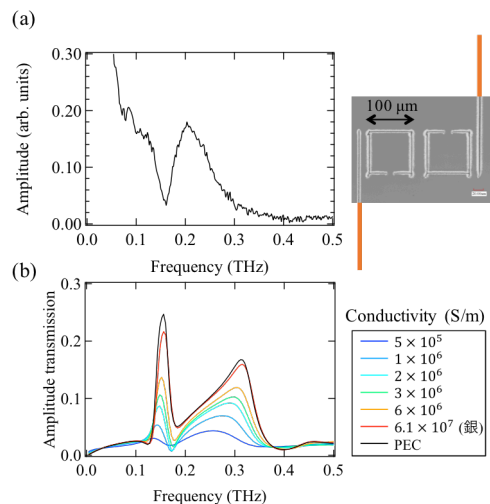 (a)
0.30
0.20
0.10
0.00
Amplitude (arb. units)
0.0 0.1 0.2 0.3 0.4 0.5
Frequency (THz)
100 μm
(b)
0.3
0.2
0.1
0.0
Amplitude transmission
0.0 0.1 0.2 0.3 0.4 0.5
Frequency (THz)
Conductivity (S/m)
5 × 10⁵
1 × 10⁶
2 × 10⁶
3 × 10⁶
6 × 10⁶
6.1 × 10⁷ (銀)
PEC